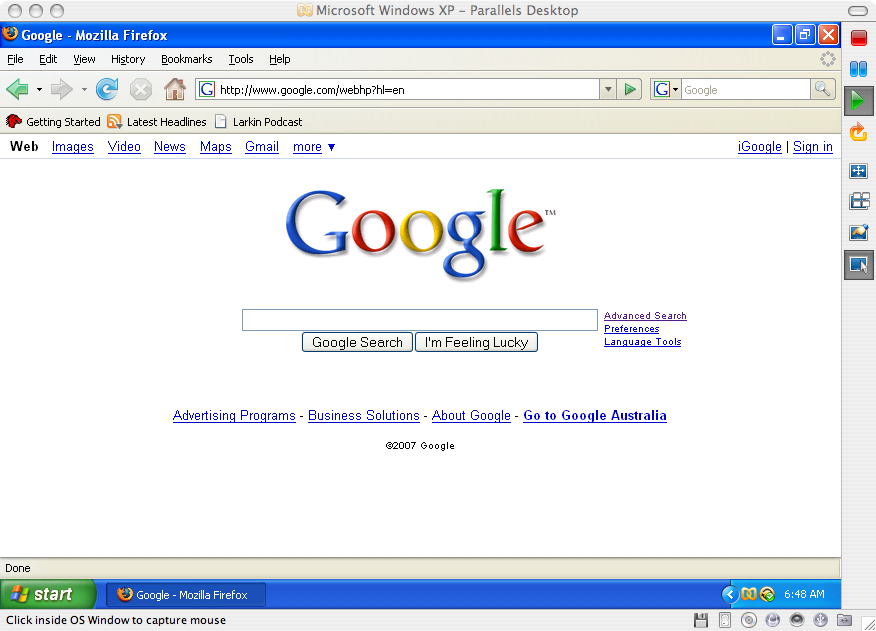 Microsoft Windows XP – Parallels Desktop
Google - Mozilla Firefox
File Edit View History Bookmarks Tools Help
G http://www.google.com/webhp?hl=en G Google
Getting Started Latest Headlines Larkin Podcast
Web Images Video News Maps Gmail more ▼ iGoogle | Sign in
Google™
Advanced Search
Preferences
Language Tools
Google Search I'm Feeling Lucky
Advertising Programs - Business Solutions - About Google - Go to Google Australia
©2007 Google
Done
start Google - Mozilla Firefox 6:48 AM
Click inside OS Window to capture mouse